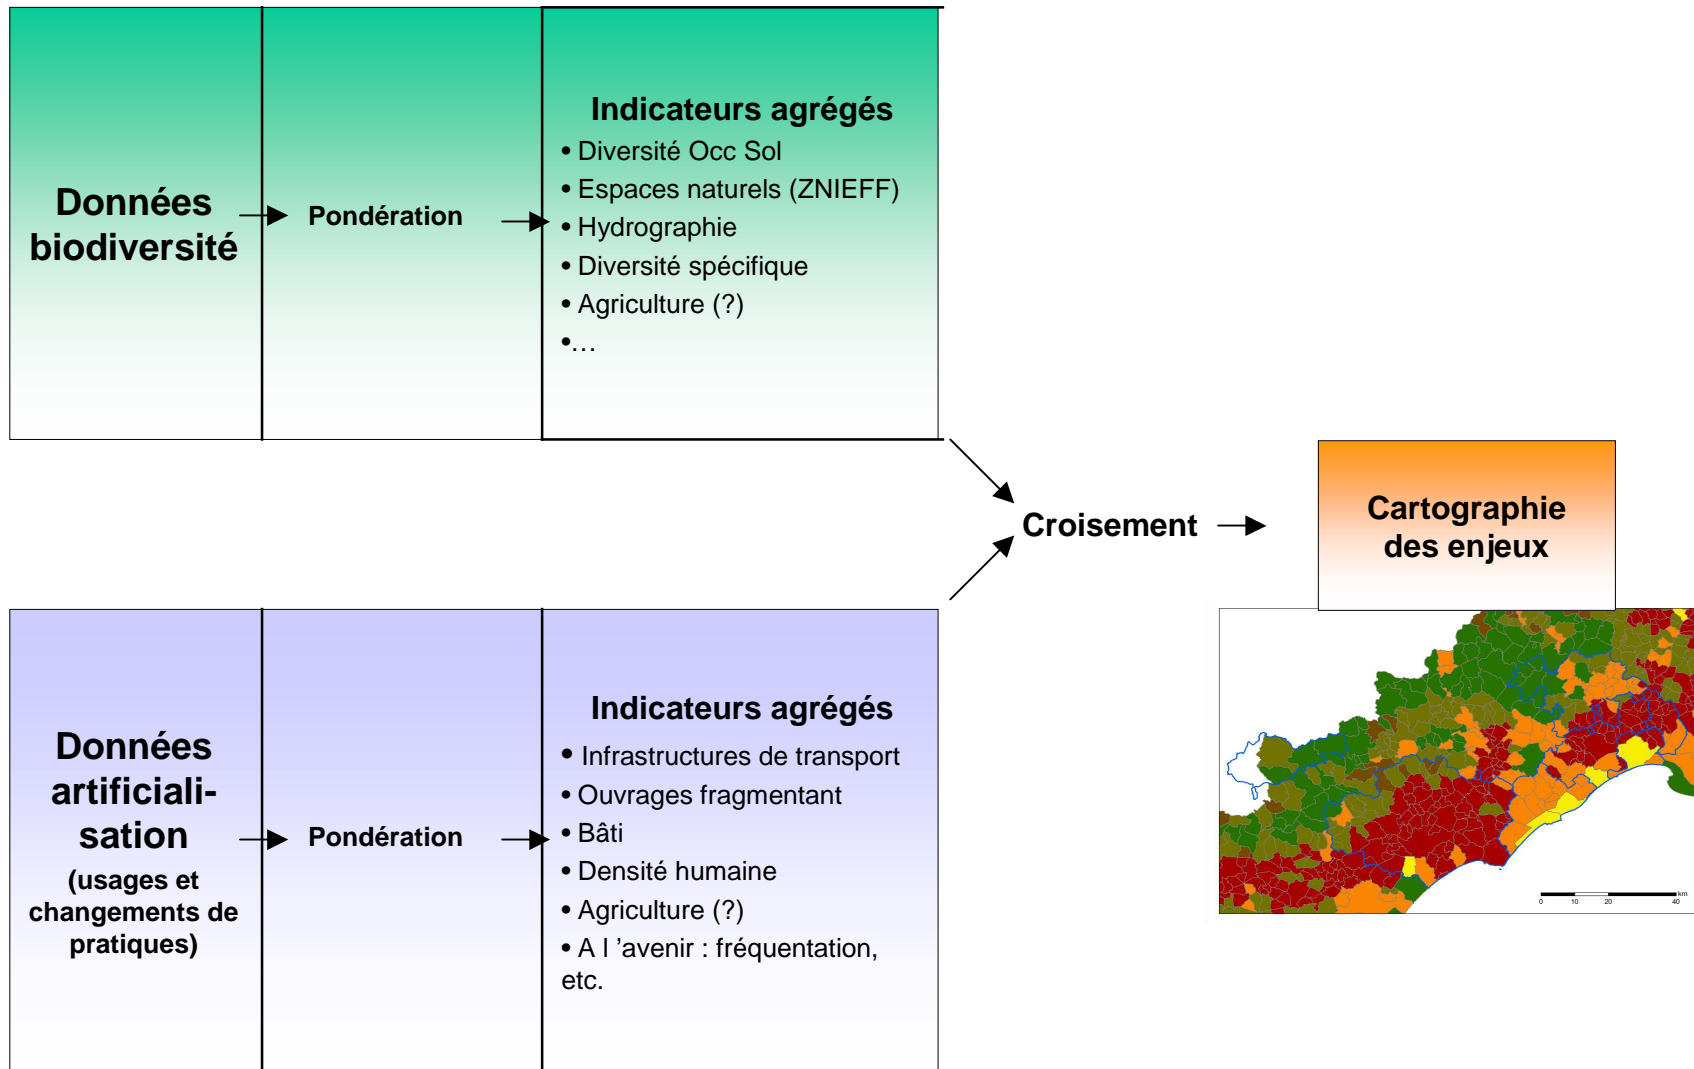 Données
biodiversité
Pondération
Indicateurs agrégés
• Diversité Occ Sol
• Espaces naturels (ZNIEFF)
• Hydrographie
• Diversité spécifique
• Agriculture (?)
•…
Croisement
Cartographie
des enjeux
Données
artificiali-
sation
(usages et
changements de
pratiques)
Pondération
Indicateurs agrégés
• Infrastructures de transport
• Ouvrages fragmentant
• Bâti
• Densité humaine
• Agriculture (?)
• A l ’avenir : fréquentation,
etc.
km
0 10 20 40